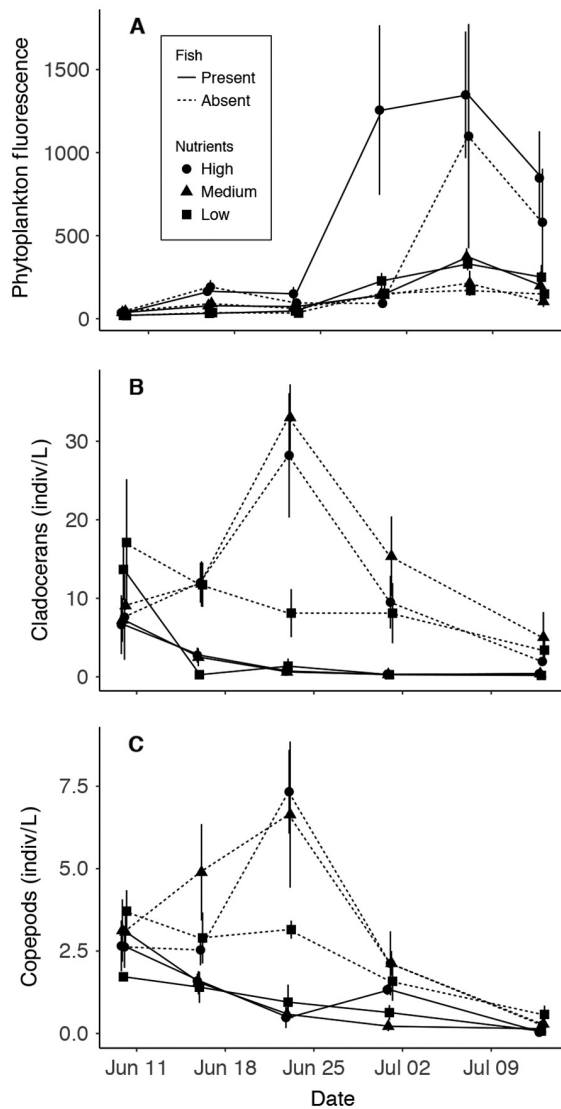 A
Fish
Present
Absent
Nutrients
High
Medium
Low
Phytoplankton fluorescence
1500
1000
500
0
B
Cladocerans (indiv/L)
30
20
10
0
C
Copepods (indiv/L)
7.5
5.0
2.5
0.0
Jun 11 Jun 18 Jun 25 Jul 02 Jul 09
Date